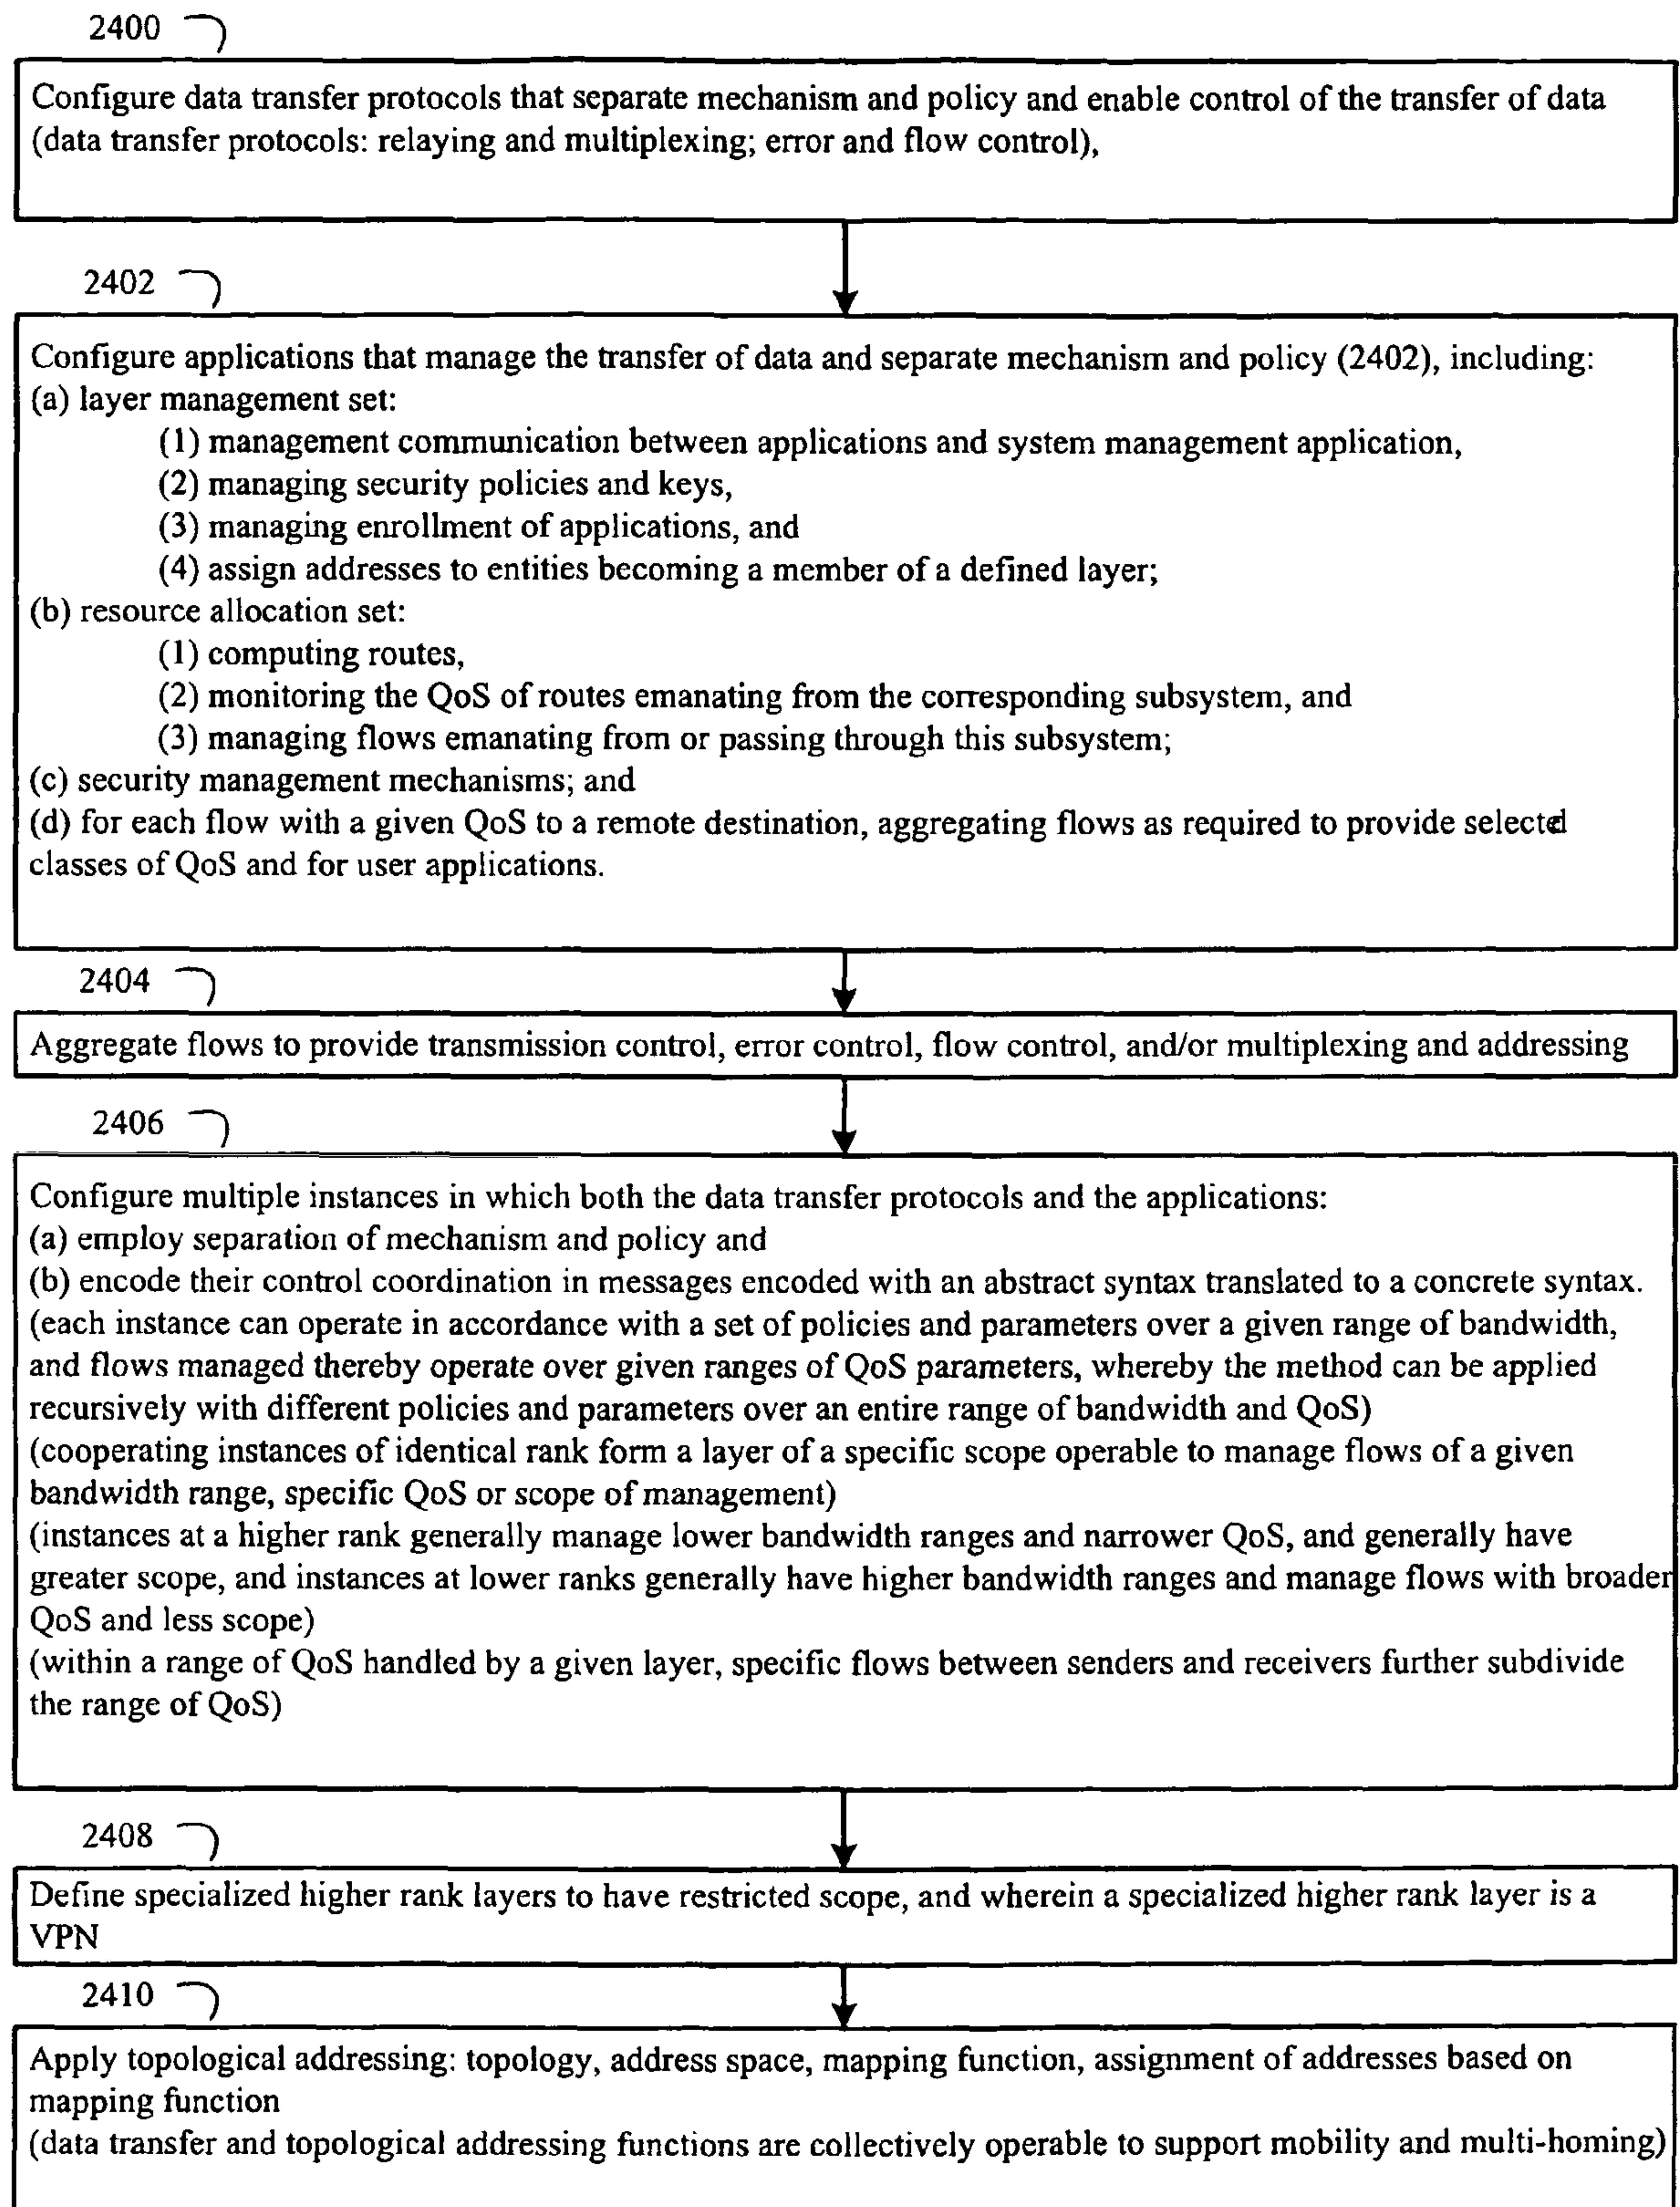 2400
Configure data transfer protocols that separate mechanism and policy and enable control of the transfer of data
(data transfer protocols: relaying and multiplexing; error and flow control),
2402
Configure applications that manage the transfer of data and separate mechanism and policy (2402), including:
(a) layer management set:
(1) management communication between applications and system management application,
(2) managing security policies and keys,
(3) managing enrollment of applications, and
(4) assign addresses to entities becoming a member of a defined layer;
(b) resource allocation set:
(1) computing routes,
(2) monitoring the QoS of routes emanating from the corresponding subsystem, and
(3) managing flows emanating from or passing through this subsystem;
(c) security management mechanisms; and
(d) for each flow with a given QoS to a remote destination, aggregating flows as required to provide selectd
classes of QoS and for user applications.
2404
Aggregate flows to provide transmission control, error control, flow control, and/or multiplexing and addressing
2406
Configure multiple instances in which both the data transfer protocols and the applications:
(a) employ separation of mechanism and policy and
(b) encode their control coordination in messages encoded with an abstract syntax translated to a concrete syntax.
(each instance can operate in accordance with a set of policies and parameters over a given range of bandwidth,
and flows managed thereby operate over given ranges of QoS parameters, whereby the method can be applied
recursively with different policies and parameters over an entire range of bandwidth and QoS)
(cooperating instances of identical rank form a layer of a specific scope operable to manage flows of a given
bandwidth range, specific QoS or scope of management)
(instances at a higher rank generally manage lower bandwidth ranges and narrower QoS, and generally have
greater scope, and instances at lower ranks generally have higher bandwidth ranges and manage flows with broader
QoS and less scope)
(within a range of QoS handled by a given layer, specific flows between senders and receivers further subdivide
the range of QoS)
2408
Define specialized higher rank layers to have restricted scope, and wherein a specialized higher rank layer is a
VPN
2410
Apply topological addressing: topology, address space, mapping function, assignment of addresses based on
mapping function
(data transfer and topological addressing functions are collectively operable to support mobility and multi-homing)